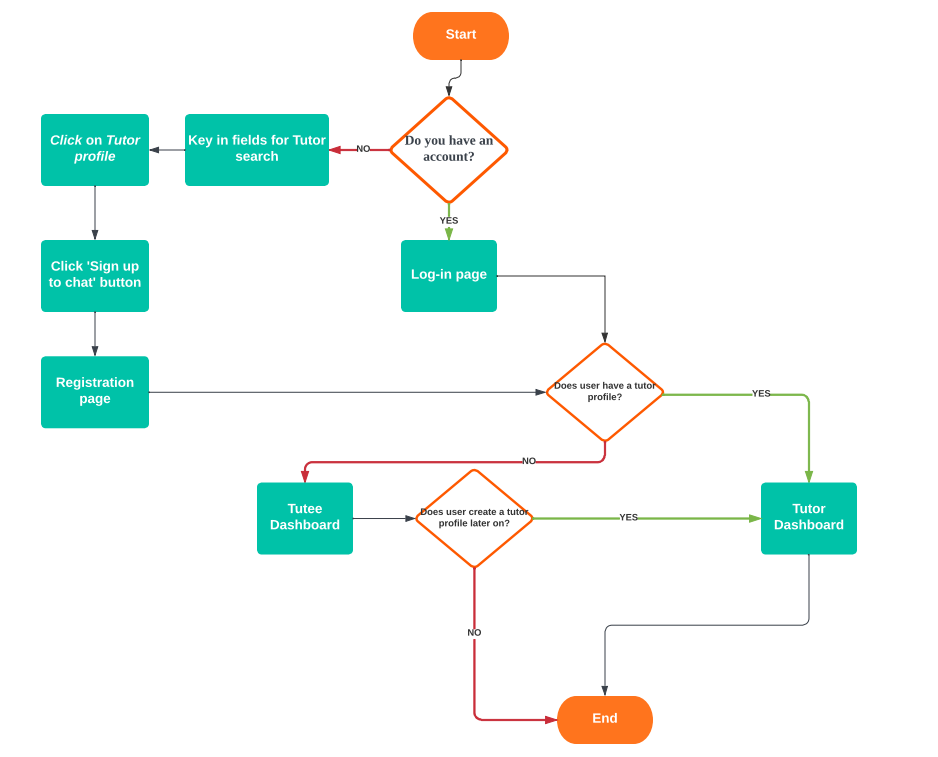 Start
Do you have an
account?
NO
Key in fields for Tutor
search
Click on Tutor
profile
YES
Click 'Sign up
to chat' button
Log-in page
Registration
page
Does user have a tutor
profile?
YES
NO
Tutee
Dashboard
Does user create a tutor
profile later on?
YES
Tutor
Dashboard
NO
End